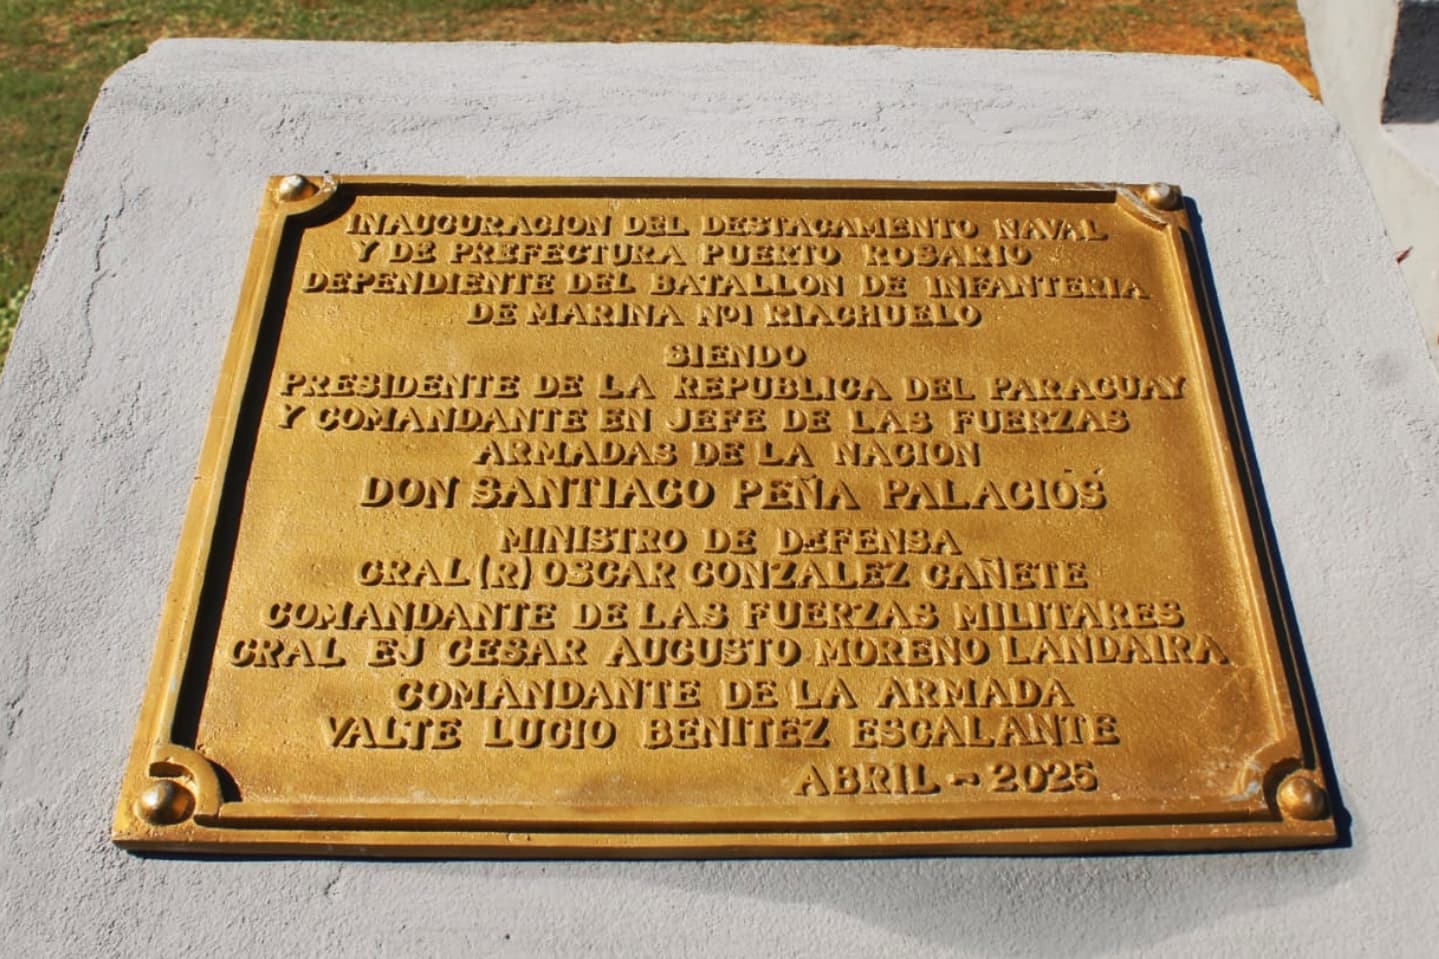 INAUGURACION DEL DESTACAMENTO NAVAL
Y DE PREFECTURA PUERTO ROSARIO
DEPENDIENTE DEL BATALLON DE INFANTERIA
DE MARINA Nº1 RIACHUELO
SIENDO
PRESIDENTE DE LA REPUBLICA DEL PARAGUAY
Y COMANDANTE EN JEFE DE LAS FUERZAS
ARMADAS DE LA NACION
DON SANTIAGO PEÑA PALACIOS
MINISTRO DE DEFENSA
GRAL (R) OSCAR GONZALEZ CAÑETE
COMANDANTE DE LAS FUERZAS MILITARES
GRAL EJ CESAR AUGUSTO MORENO LANDAIRA
COMANDANTE DE LA ARMADA
VALTE LUCIO BENITEZ ESCALANTE
ABRIL - 2025